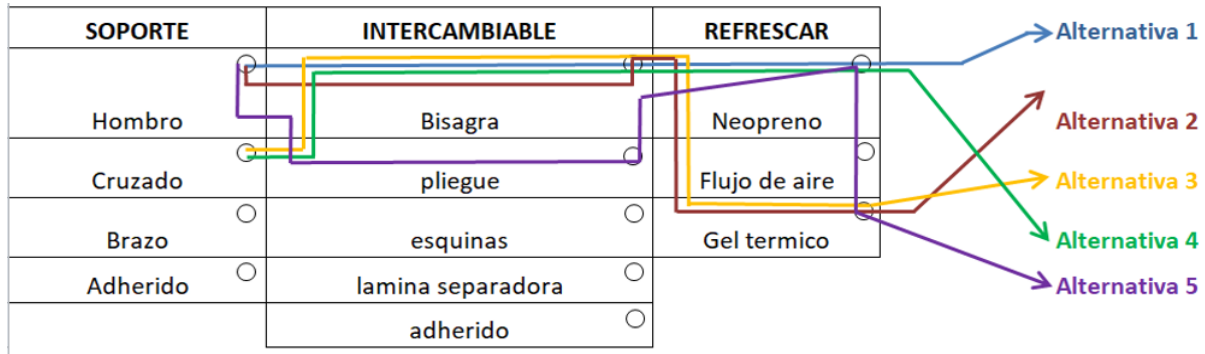 SOPORTE INTERCAMBIABLE REFRESCAR
Alternativa 1
Hombro Bisagra Neopreno Alternativa 2
Cruzado pliegue Flujo de aire Alternativa 3
Brazo esquinas Gel termico Alternativa 4
Adherido lamina separadora Alternativa 5
adherido